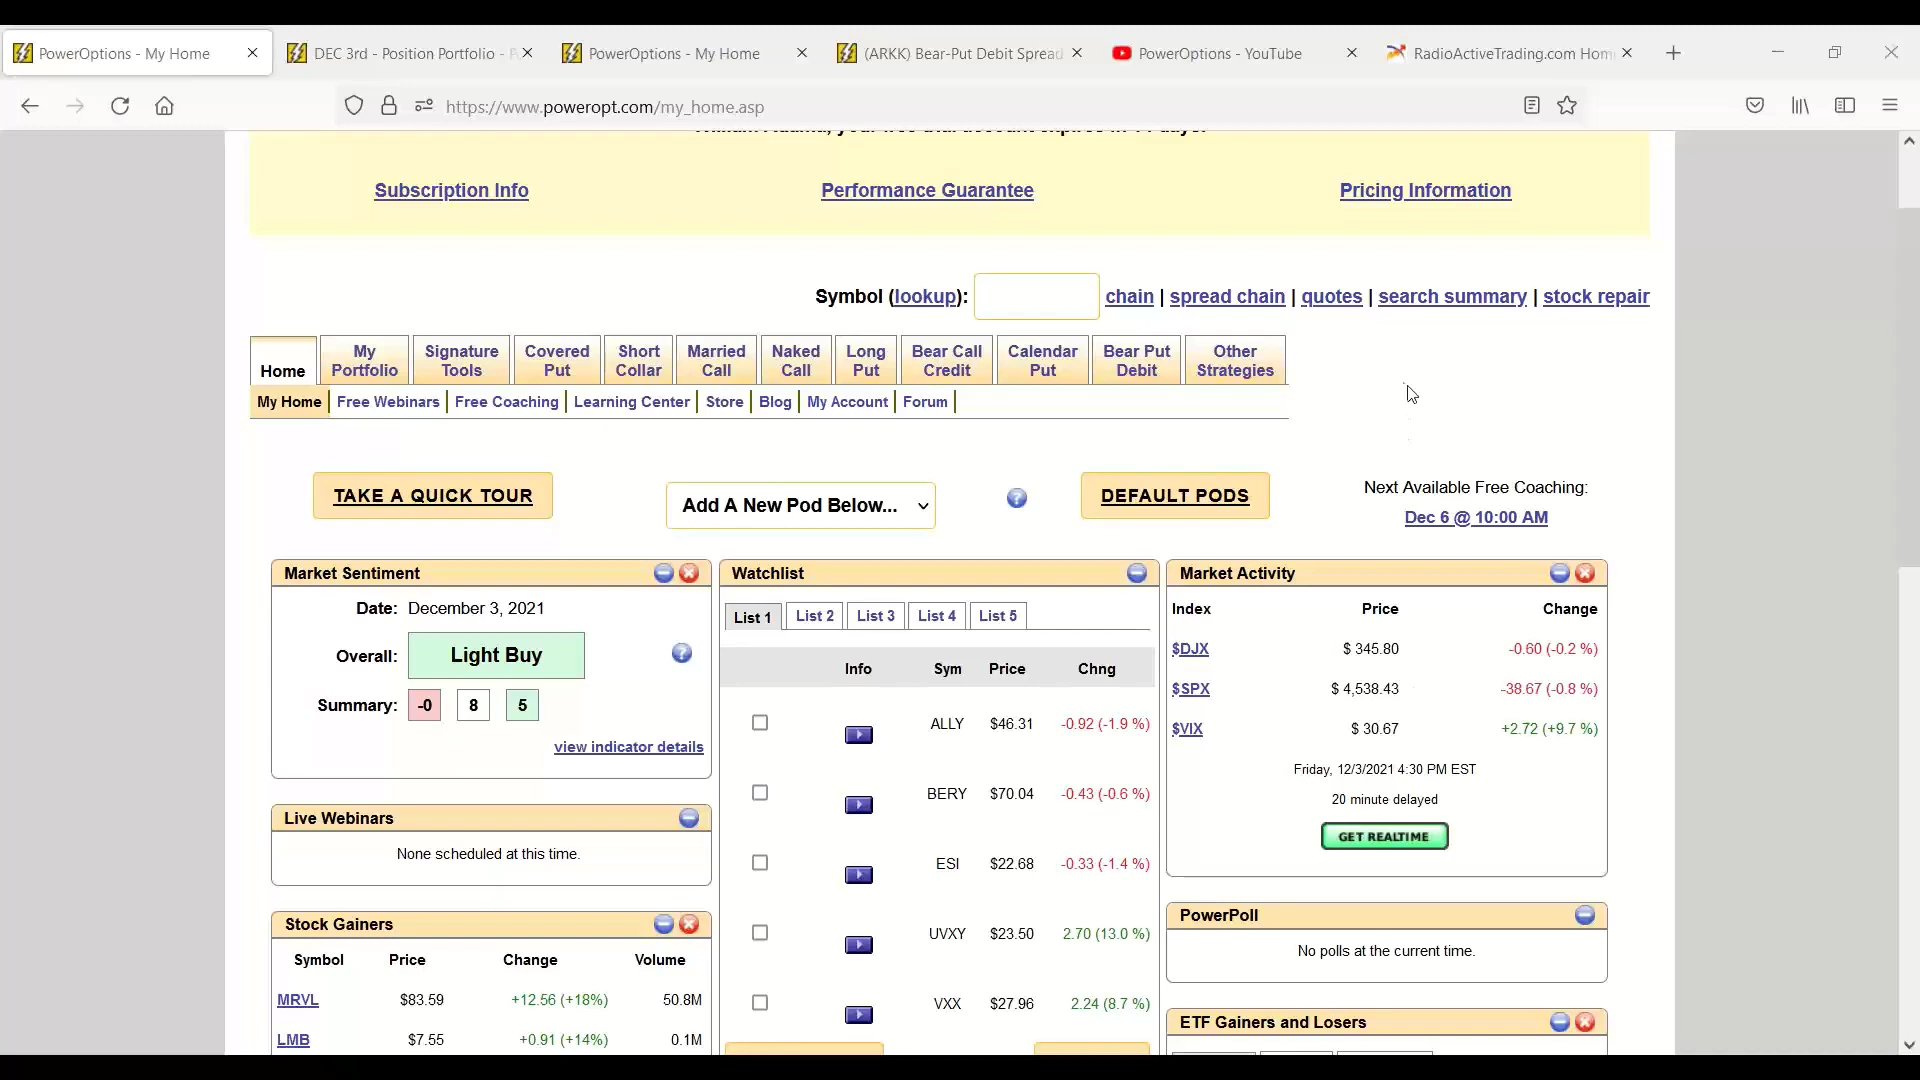 PowerOptions - My Home
DEC 3rd - Position Portfolio - P
PowerOptions - My Home
(ARKK) Bear-Put Debit Spread
PowerOptions - YouTube
RadioActiveTrading.com Hom
https://www.poweropt.com/my_home.asp
Subscription Info
Performance Guarantee
Pricing Information
Symbol (lookup):
chain | spread chain | quotes | search summary | stock repair
Home
My Portfolio
Signature Tools
Covered Put
Short Collar
Married Call
Naked Call
Long Put
Bear Call Credit
Calendar Put
Bear Put Debit
Other Strategies
My Home | Free Webinars | Free Coaching | Learning Center | Store | Blog | My Account | Forum |
TAKE A QUICK TOUR
Add A New Pod Below...
DEFAULT PODS
Next Available Free Coaching:
Dec 6 @ 10:00 AM
Market Sentiment
Date: December 3, 2021
Overall: Light Buy
Summary: -0 8 5
view indicator details
Live Webinars
None scheduled at this time.
Stock Gainers
Symbol Price Change Volume
MRVL $83.59 +12.56 (+18%) 50.8M
LMB $7.55 +0.91 (+14%) 0.1M
Watchlist
List 1 List 2 List 3 List 4 List 5
Info Sym Price Chng
ALLY $46.31 -0.92 (-1.9 %)
BERY $70.04 -0.43 (-0.6 %)
ESI $22.68 -0.33 (-1.4 %)
UVXY $23.50 2.70 (13.0 %)
VXX $27.96 2.24 (8.7 %)
Market Activity
Index Price Change
$DJX $ 345.80 -0.60 (-0.2 %)
$SPX $ 4,538.43 -38.67 (-0.8 %)
$VIX $ 30.67 +2.72 (+9.7 %)
Friday, 12/3/2021 4:30 PM EST
20 minute delayed
GET REALTIME
PowerPoll
No polls at the current time.
ETF Gainers and Losers